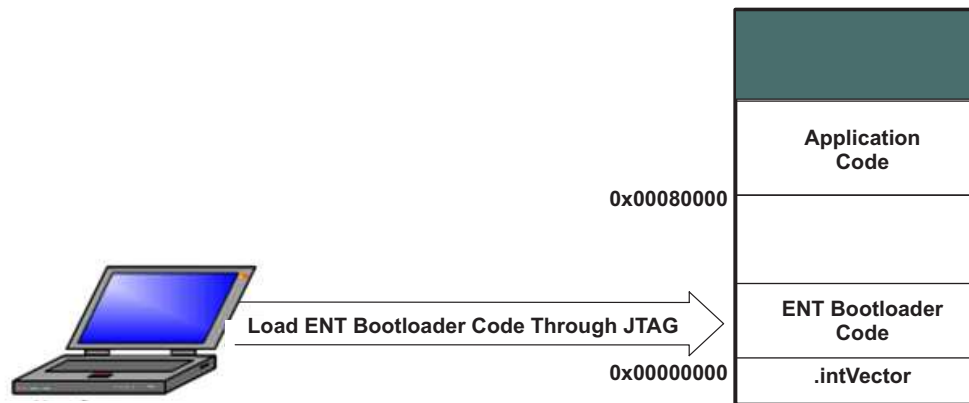 Application
Code
0x00080000
ENT Bootloader
Code
Load ENT Bootloader Code Through JTAG
0x00000000
.intVector